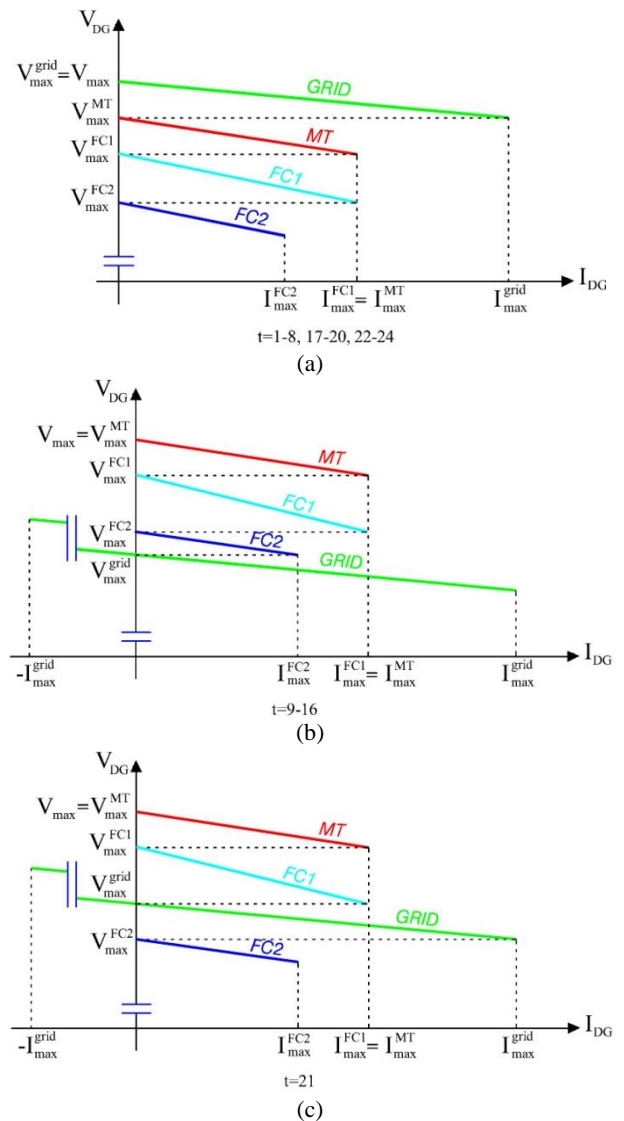 V_DG
V_max^grid = V_max
GRID
V_max^MT
MT
V_max^FC1
FC1
V_max^FC2
FC2
I_max^FC2 I_max^FC1 = I_max^MT I_max^grid I_DG
t=1-8, 17-20, 22-24
(a)
V_DG
V_max = V_max^MT
MT
V_max^FC1
FC1
V_max^FC2
FC2
V_max^grid
GRID
-I_max^grid I_max^FC2 I_max^FC1 = I_max^MT I_max^grid I_DG
t=9-16
(b)
V_DG
V_max = V_max^MT
MT
V_max^FC1
FC1
V_max^grid
GRID
V_max^FC2
FC2
-I_max^grid I_max^FC2 I_max^FC1 = I_max^MT I_max^grid I_DG
t=21
(c)